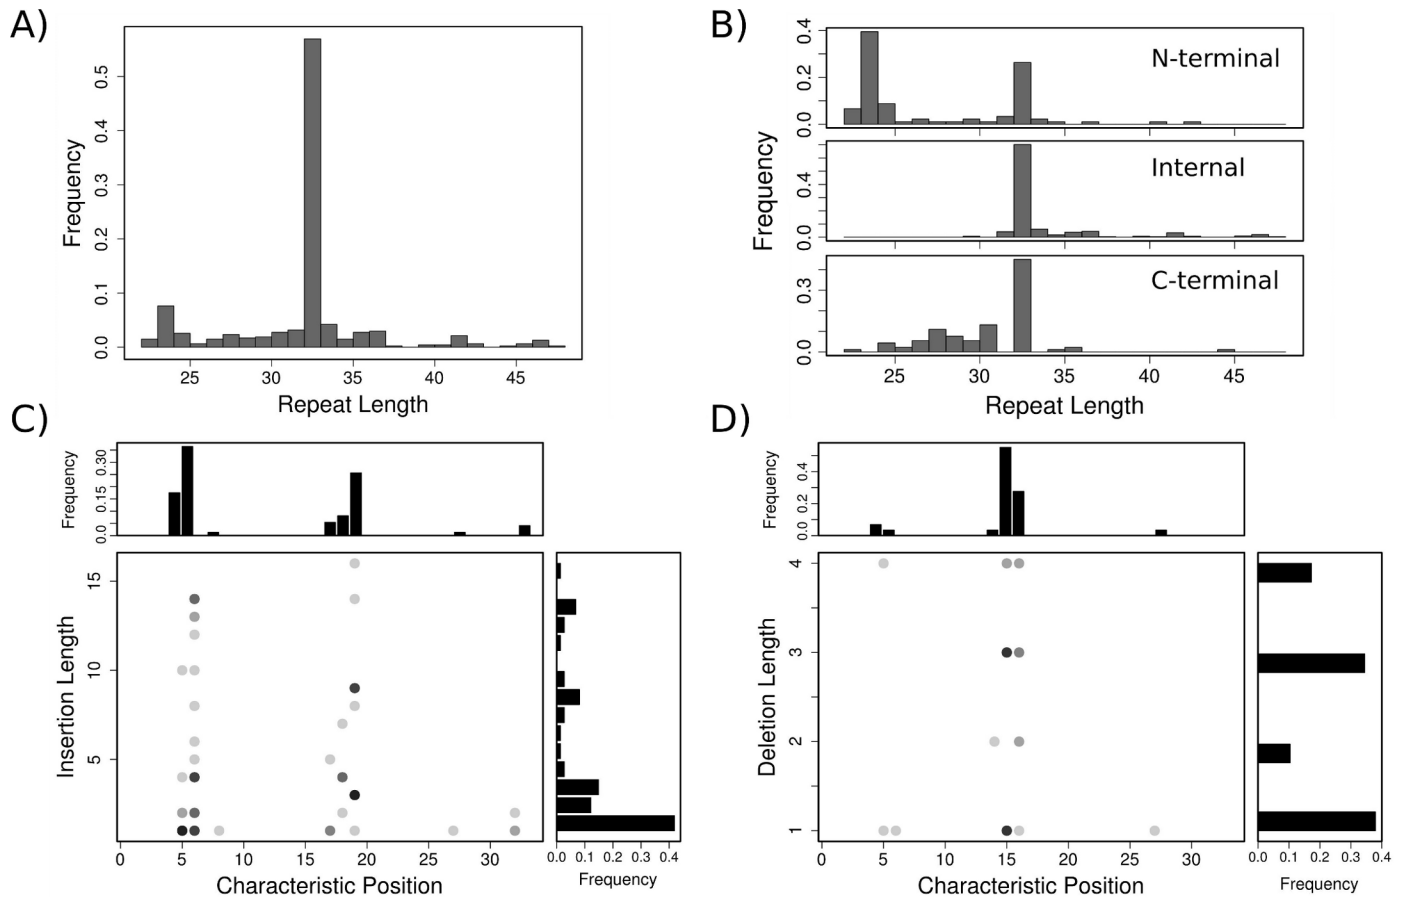 A)
Frequency
0.0 0.1 0.2 0.3 0.4 0.5
25 30 35 40 45
Repeat Length
B)
Frequency
0.0 0.2 0.4
N-terminal
0.0 0.4
Internal
0.0 0.3
C-terminal
25 30 35 40 45
Repeat Length
C)
Frequency
0.0 0.15 0.30
Insertion Length
5 10 15
0 5 10 15 20 25 30
Characteristic Position
0.0 0.1 0.2 0.3 0.4
Frequency
D)
Frequency
0.0 0.2 0.4
Deletion Length
1 2 3 4
0 5 10 15 20 25 30
Characteristic Position
0.0 0.1 0.2 0.3 0.4
Frequency